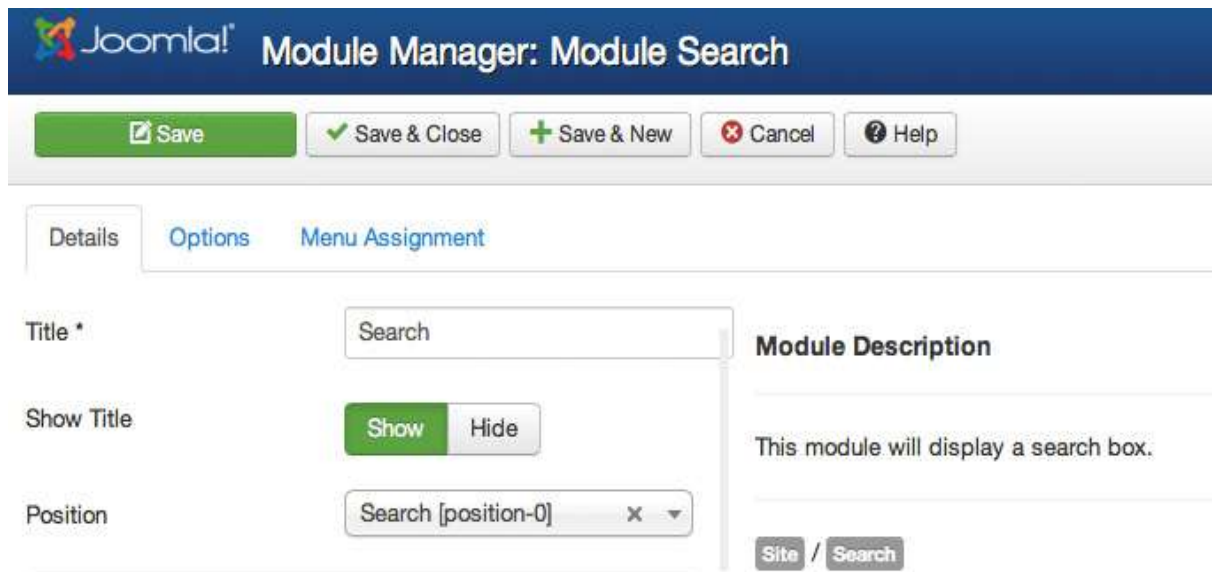 Joomla!® Module Manager: Module Search
Save Save & Close Save & New Cancel Help
Details Options Menu Assignment
Title * Search
Show Title Show Hide
Position Search [position-0]
Module Description
This module will display a search box.
Site / Search